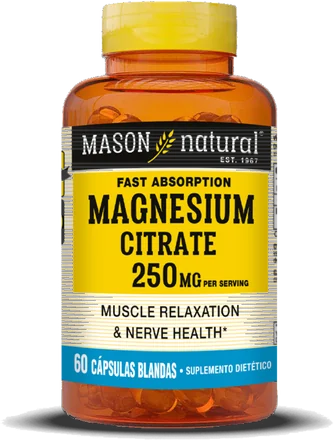 MASON natural
EST. 1967
FAST ABSORPTION
MAGNESIUM
CITRATE
250MG PER SERVING
MUSCLE RELAXATION
& NERVE HEALTH*
60 CÁPSULAS BLANDAS • SUPLEMENTO DIETÉTICO